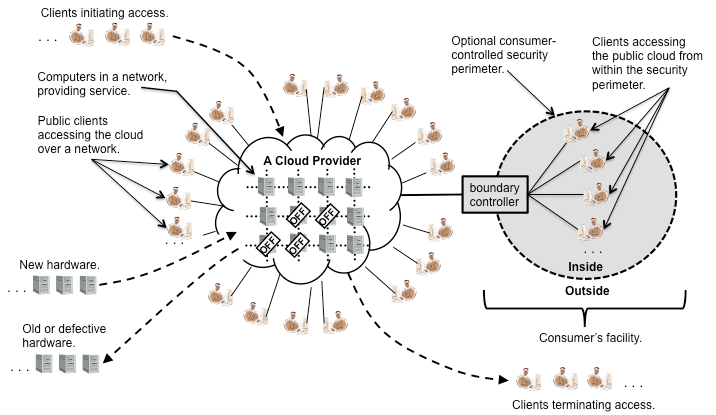 Clients initiating access.
. . .
Computers in a network,
providing service.
Public clients
accessing the cloud
over a network.
. . .
New hardware.
. . .
Old or defective
hardware.
. . .
A Cloud Provider
OFF
OFF
OFF
OFF
Optional consumer-
controlled security
perimeter.
Clients accessing
the public cloud from
within the security
perimeter.
boundary
controller
. . .
Inside
Outside
Consumer's facility.
. . .
Clients terminating access.